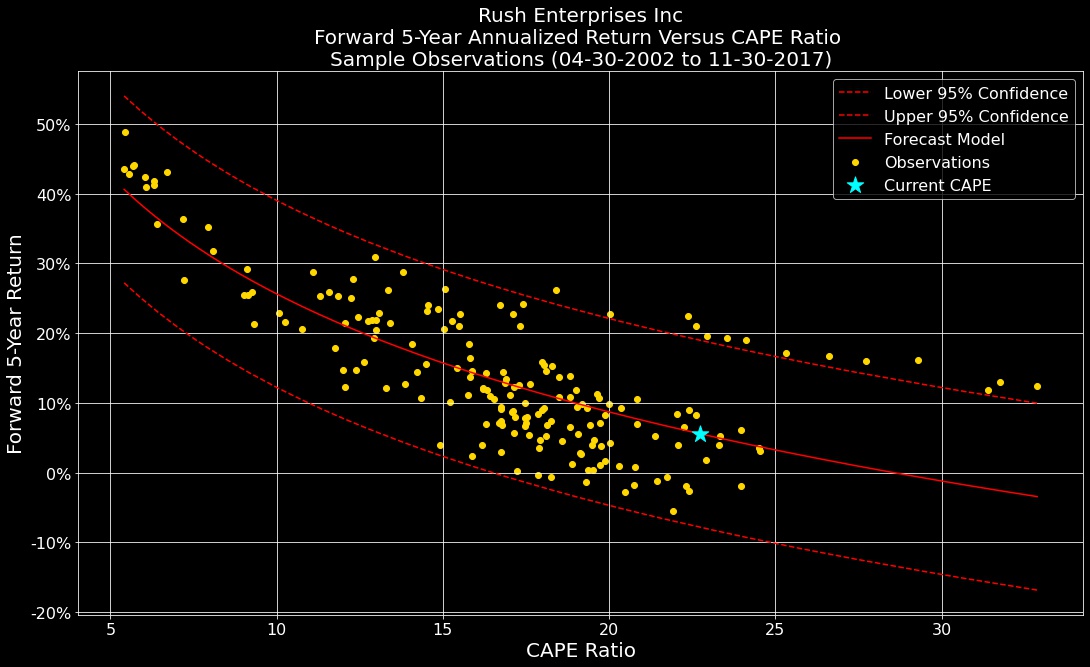 Rush Enterprises Inc
Forward 5-Year Annualized Return Versus CAPE Ratio
Sample Observations (04-30-2002 to 11-30-2017)
Lower 95% Confidence
Upper 95% Confidence
Forecast Model
Observations
Current CAPE
Forward 5-Year Return
50%
40%
30%
20%
10%
0%
-10%
-20%
5 10 15 20 25 30
CAPE Ratio